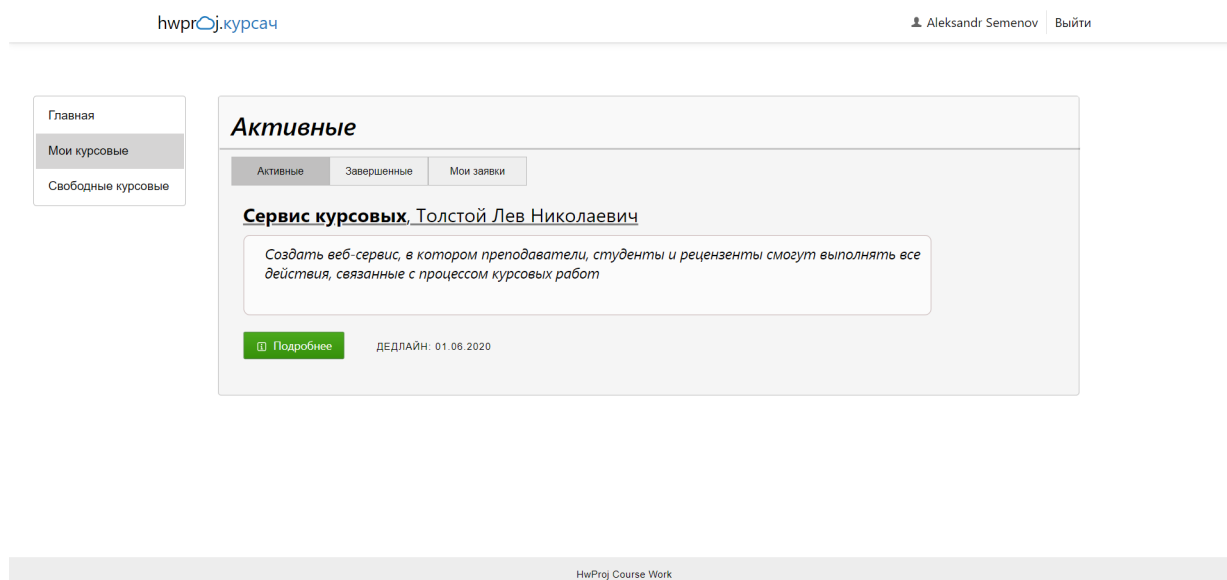 hwproj.курсач
Aleksandr Semenov Выйти
Главная
Мои курсовые
Свободные курсовые
Активные
Активные Завершенные Мои заявки
Сервис курсовых, Толстой Лев Николаевич
Создать веб-сервис, в котором преподаватели, студенты и рецензенты смогут выполнять все
действия, связанные с процессом курсовых работ
Подробнее ДЕДЛАЙН: 01.06.2020
HwProj Course Work